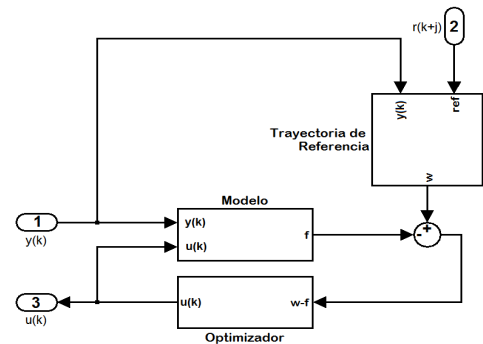 r(k+j) 2
y(k)
ref
Trayectoria de
Referencia
w
Modelo
1
y(k)
y(k)
u(k)
f
- +
3
u(k)
u(k)
w-f
Optimizador